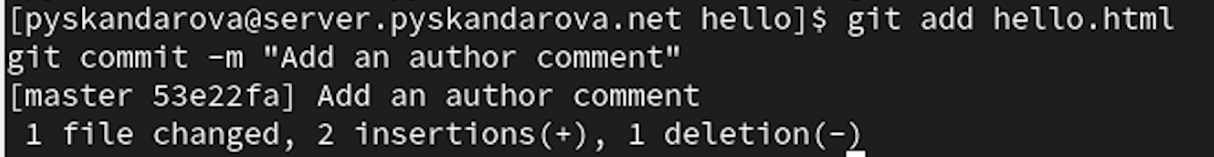 [pyskandarova@server.pyskandarova.net hello]$ git add hello.html
git commit -m "Add an author comment"
[master 53e22fa] Add an author comment
 1 file changed, 2 insertions(+), 1 deletion(-)